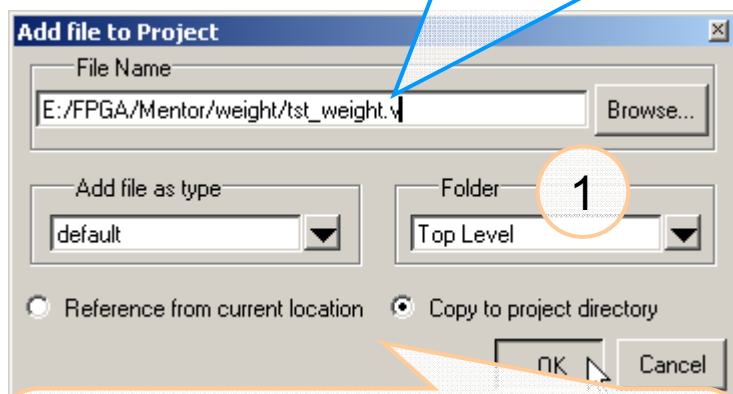 Add file to Project
File Name
E:/FPGA/Mentor/weight/tst_weight.v
Browse...
Add file as type
Folder
1
default
Top Level
Reference from current location
Copy to project directory
OK
Cancel